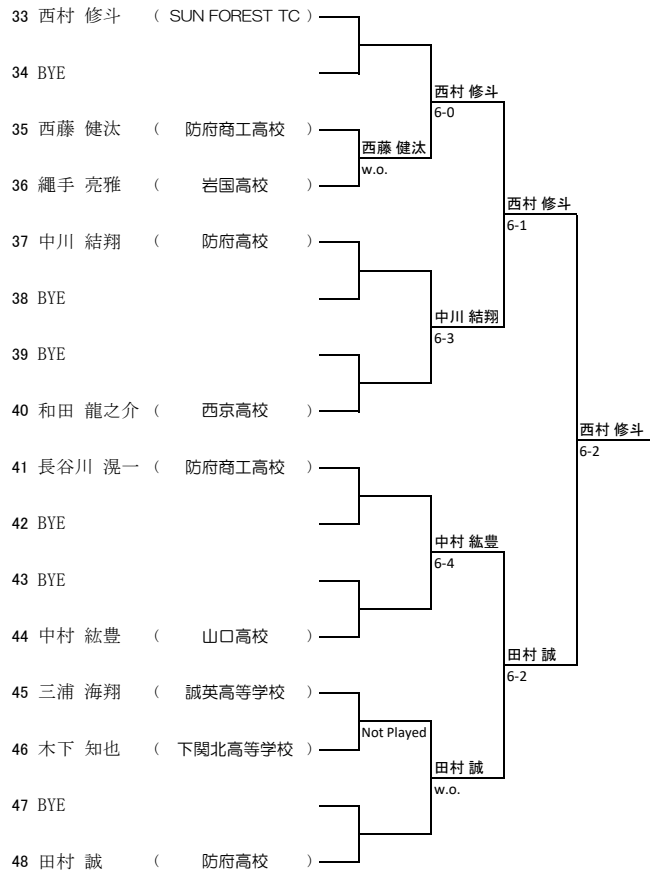 33 西村 修斗 ( SUN FOREST TC )
34 BYE
西村 修斗
6-0
35 西藤 健汰 ( 防府商工高校 )
西藤 健汰
w.o.
36 繩手 亮雅 ( 岩国高校 )
西村 修斗
6-1
37 中川 結翔 ( 防府高校 )
38 BYE
中川 結翔
6-3
39 BYE
40 和田 龍之介 ( 西京高校 )
西村 修斗
6-2
41 長谷川 滉一 ( 防府商工高校 )
42 BYE
中村 紘豊
6-4
43 BYE
44 中村 紘豊 ( 山口高校 )
田村 誠
6-2
45 三浦 海翔 ( 誠英高等学校 )
Not Played
46 木下 知也 ( 下関北高等学校 )
田村 誠
w.o.
47 BYE
48 田村 誠 ( 防府高校 )